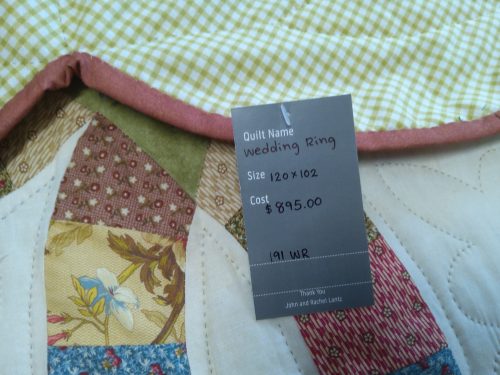 Quilt Name
Wedding Ring
Size 120 x 102
Cost $895.00
191 WR
Thank You
John and Rachel Lantz